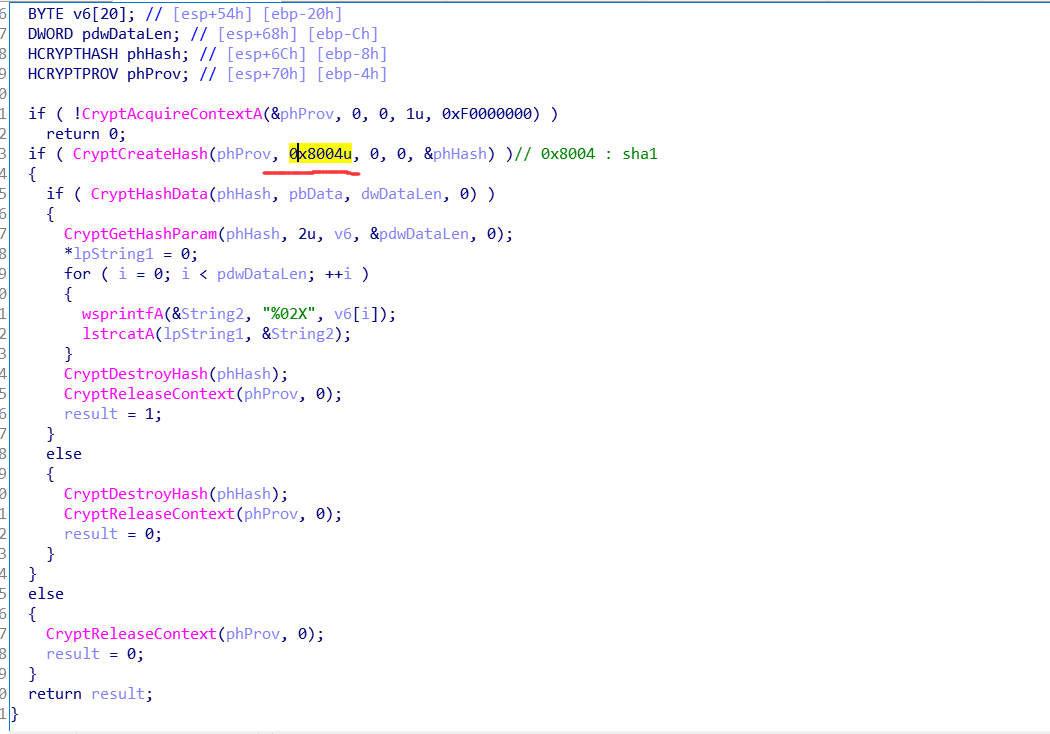 6 BYTE v6[20]; // [esp+54h] [ebp-20h]
7 DWORD pdwDataLen; // [esp+68h] [ebp-Ch]
8 HCRYPTHASH phHash; // [esp+6Ch] [ebp-8h]
9 HCRYPTPROV phProv; // [esp+70h] [ebp-4h]
0
1 if ( !CryptAcquireContextA(&phProv, 0, 0, 1u, 0xF0000000) )
2 return 0;
3 if ( CryptCreateHash(phProv, 0x8004u, 0, 0, &phHash) )// 0x8004 : sha1
4 {
5 if ( CryptHashData(phHash, pbData, dwDataLen, 0) )
6 {
7 CryptGetHashParam(phHash, 2u, v6, &pdwDataLen, 0);
8 *lpString1 = 0;
9 for ( i = 0; i < pdwDataLen; ++i )
0 {
1 wsprintfA(&String2, "%02X", v6[i]);
2 lstrcatA(lpString1, &String2);
3 }
4 CryptDestroyHash(phHash);
5 CryptReleaseContext(phProv, 0);
6 result = 1;
7 }
8 else
9 {
0 CryptDestroyHash(phHash);
1 CryptReleaseContext(phProv, 0);
2 result = 0;
3 }
4 }
5 else
6 {
7 CryptReleaseContext(phProv, 0);
8 result = 0;
9 }
0 return result;
1 }